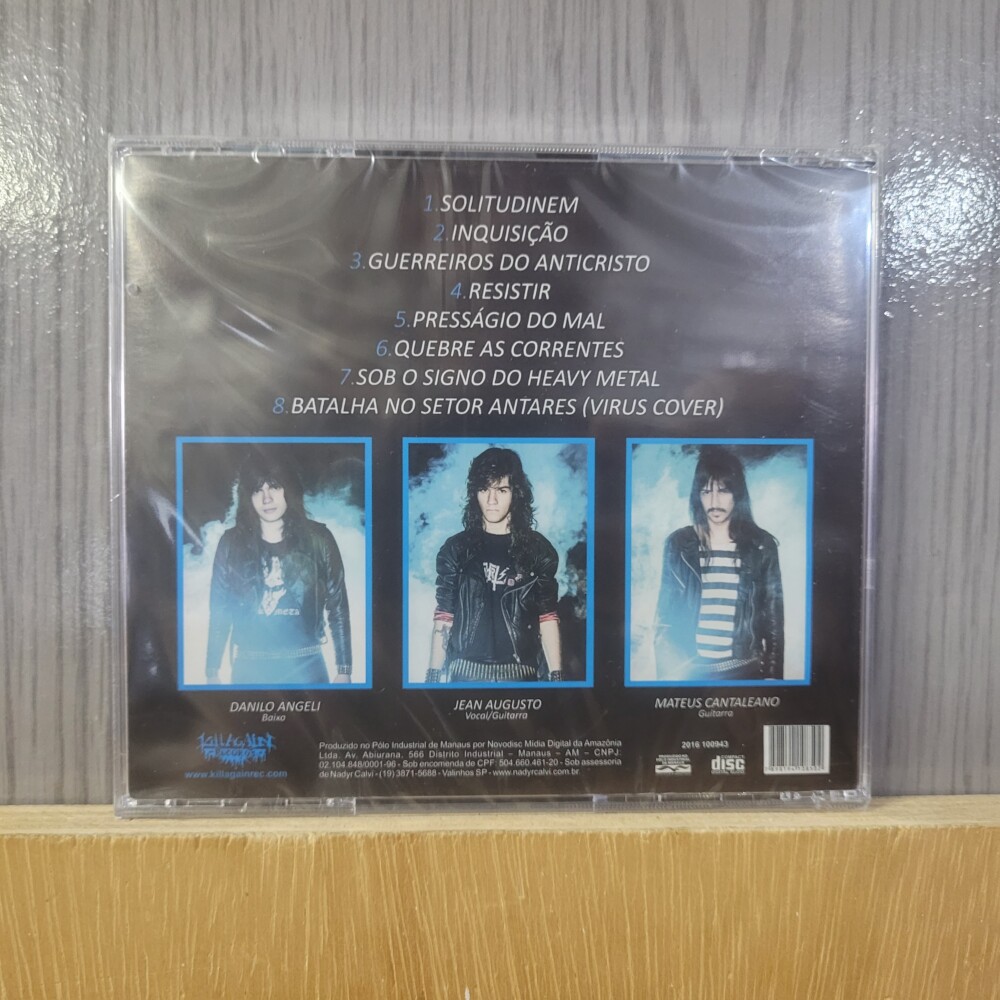 1.SOLITUDINEM
2.INQUISIÇÃO
3.GUERREIROS DO ANTICRISTO
4.RESISTIR
5.PRESSÁGIO DO MAL
6.QUEBRE AS CORRENTES
7.SOB O SIGNO DO HEAVY METAL
8.BATALHA NO SETOR ANTARES (VIRUS COVER)
DANILO ANGELI
Baixo
JEAN AUGUSTO
Vocal/Guitarra
MATEUS CANTALEANO
Guitarra
KILLAGAIN
www.killagainrec.com
Produzido no Pólo Industrial de Manaus por Novodisc Mídia Digital da Amazônia
Ltda. Av. Abiurana, 566 Distrito Industrial – Manaus – AM – CNPJ:
02.104.848/0001-96 - Sob encomenda de CPF: 504.660.461-20 - Sob assessoria
de Nadyr Calvi - (19) 3871-5688 - Valinhos SP - www.nadyrcalvi.com.br
2016 100943
COMPACT
disc